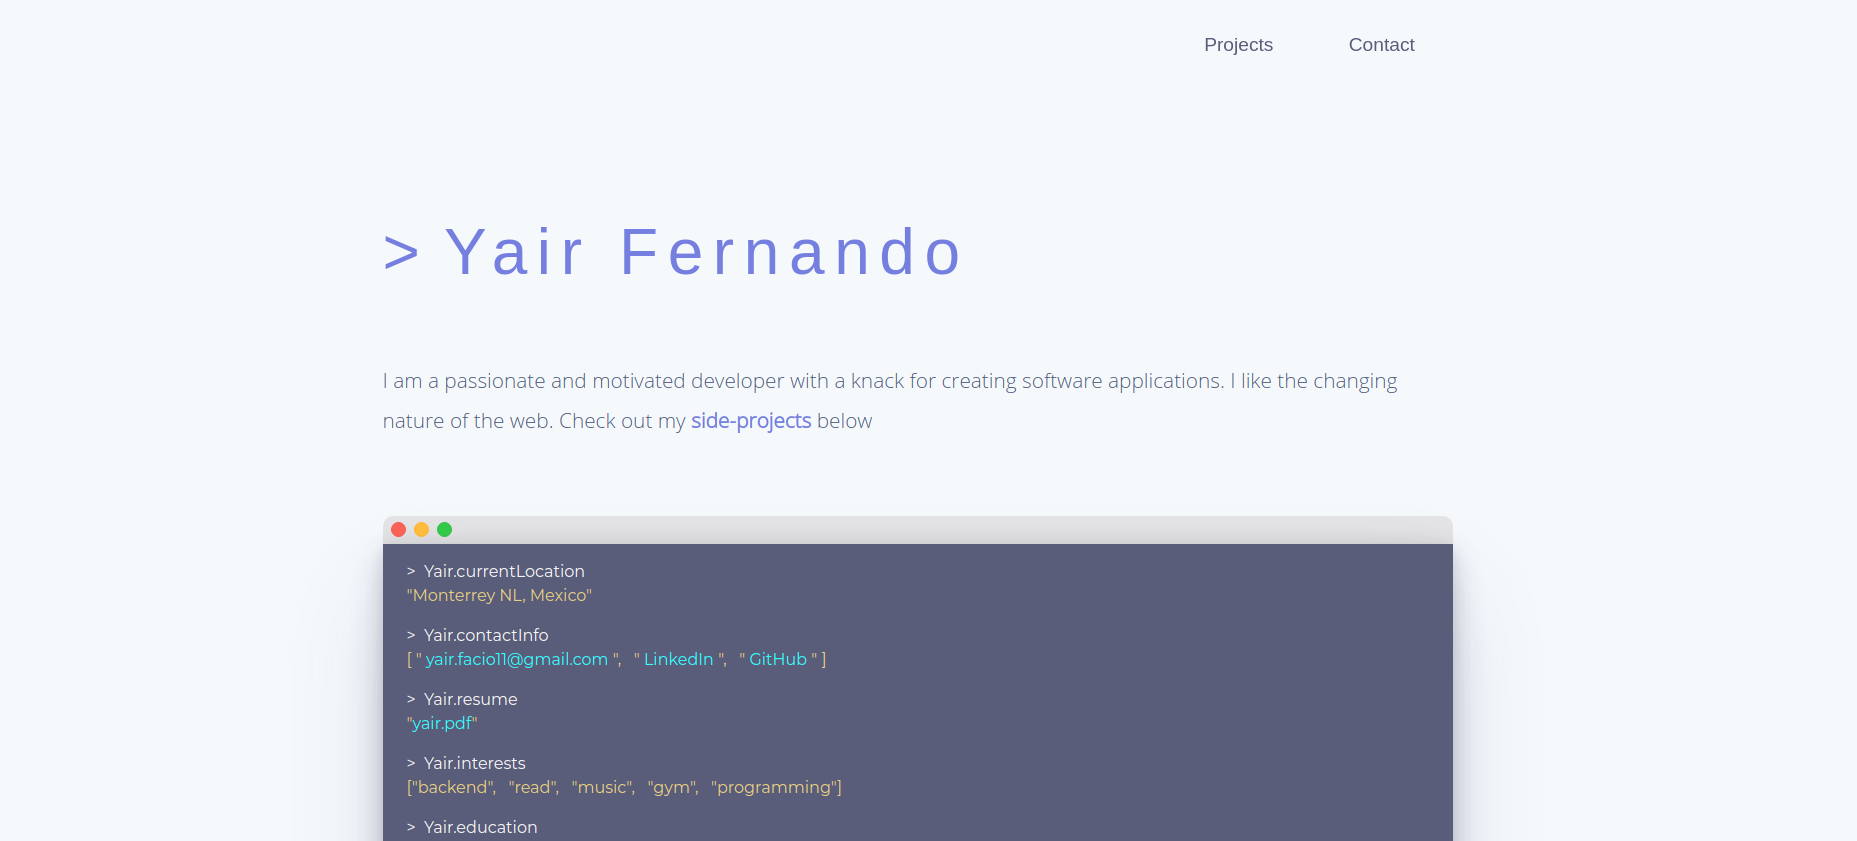 Projects Contact
> Yair Fernando
I am a passionate and motivated developer with a knack for creating software applications. I like the changing
nature of the web. Check out my side-projects below
> Yair.currentLocation
"Monterrey NL, Mexico"
> Yair.contactInfo
[ " yair.facio11@gmail.com ", " LinkedIn ", " GitHub " ]
> Yair.resume
"yair.pdf"
> Yair.interests
["backend", "read", "music", "gym", "programming"]
> Yair.education